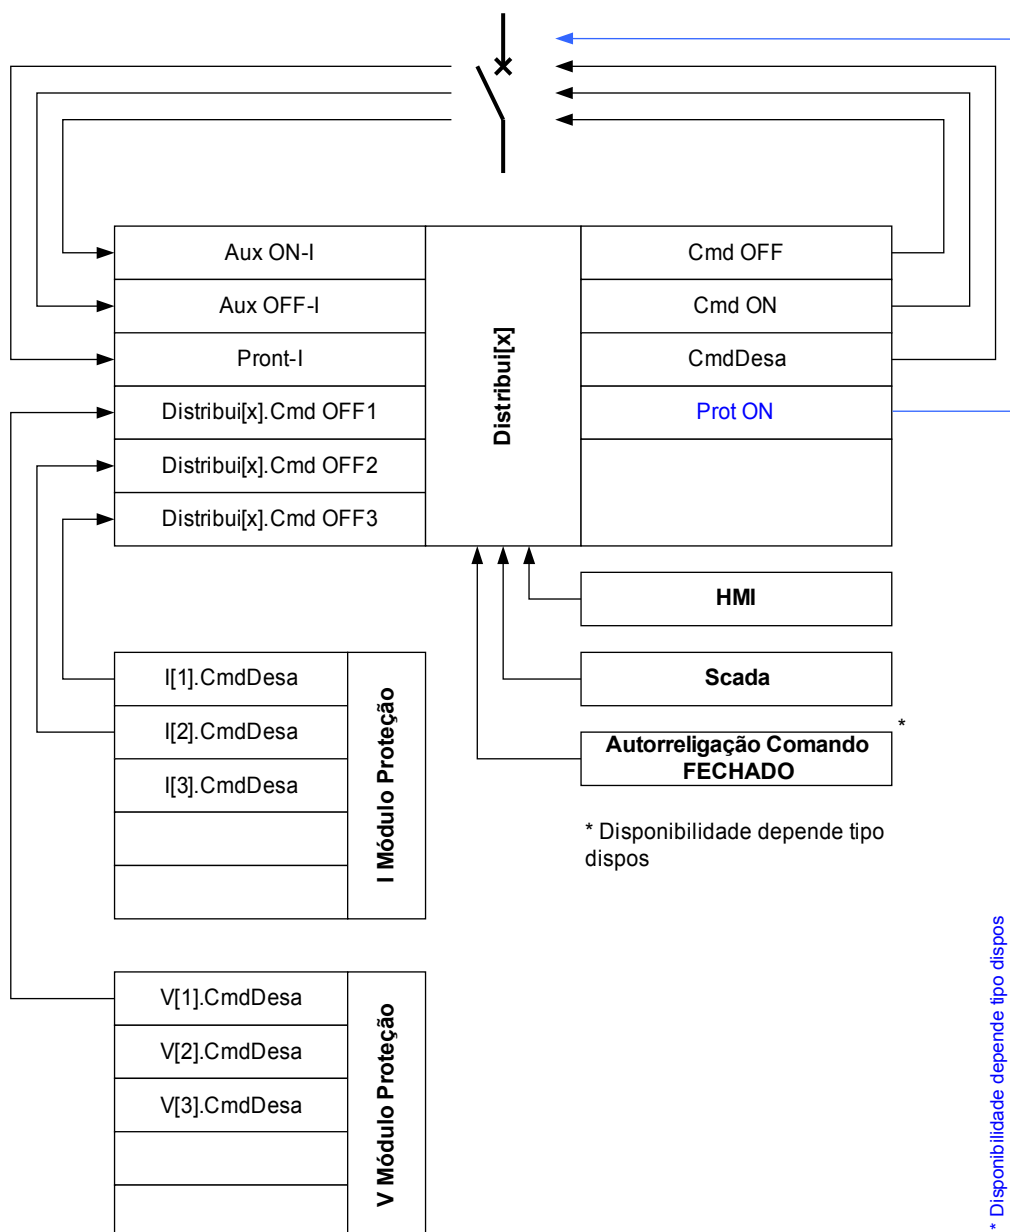 Aux ON-I
Aux OFF-I
Pront-I
Distribui[x].Cmd OFF1
Distribui[x].Cmd OFF2
Distribui[x].Cmd OFF3
Distribui[x]
Cmd OFF
Cmd ON
CmdDesa
Prot ON
HMI
Scada
*
Autorreligação Comando
FECHADO
* Disponibilidade depende tipo
dispos
I[1].CmdDesa
I[2].CmdDesa
I[3].CmdDesa
I Módulo Proteção
V[1].CmdDesa
V[2].CmdDesa
V[3].CmdDesa
V Módulo Proteção
* Disponibilidade depende tipo dispos